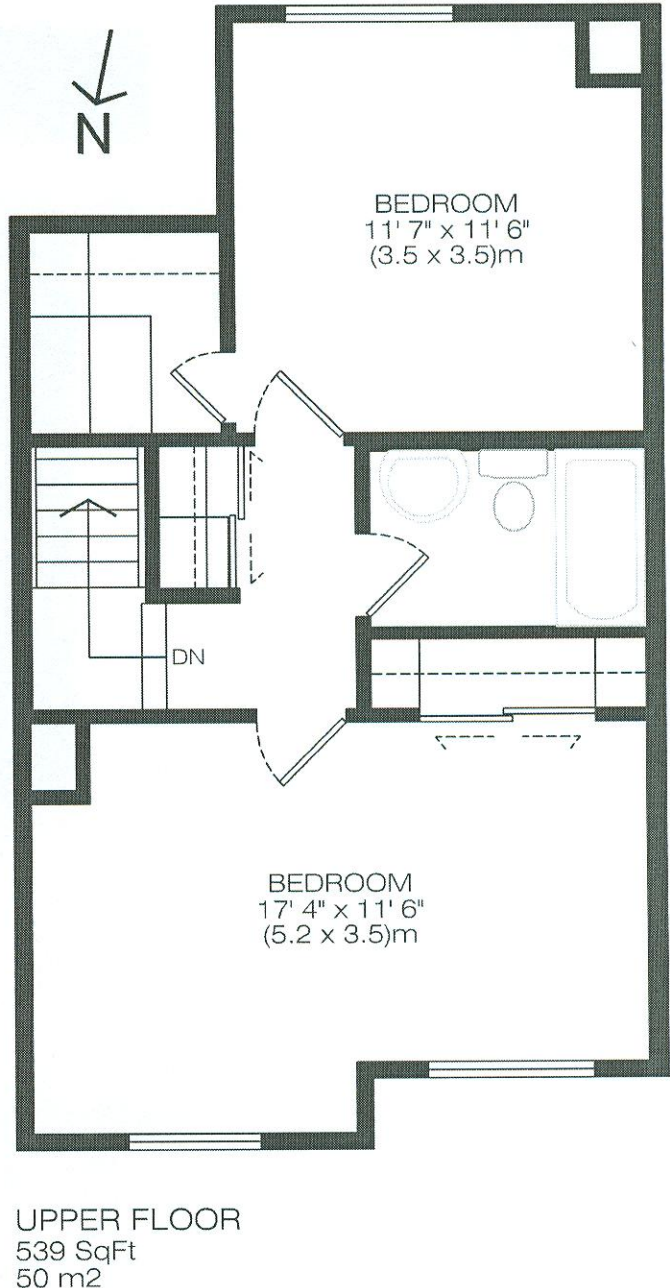 N
BEDROOM
11' 7" x 11' 6"
(3.5 x 3.5)m
DN
BEDROOM
17' 4" x 11' 6"
(5.2 x 3.5)m
UPPER FLOOR
539 SqFt
50 m2